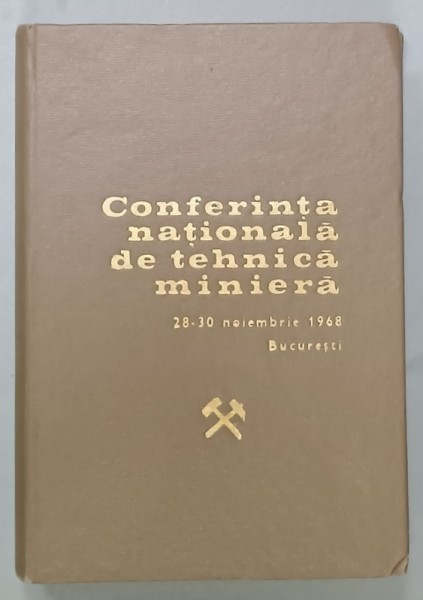 Conferința
națională
de tehnică
minieră
28-30 noiembrie 1968
București